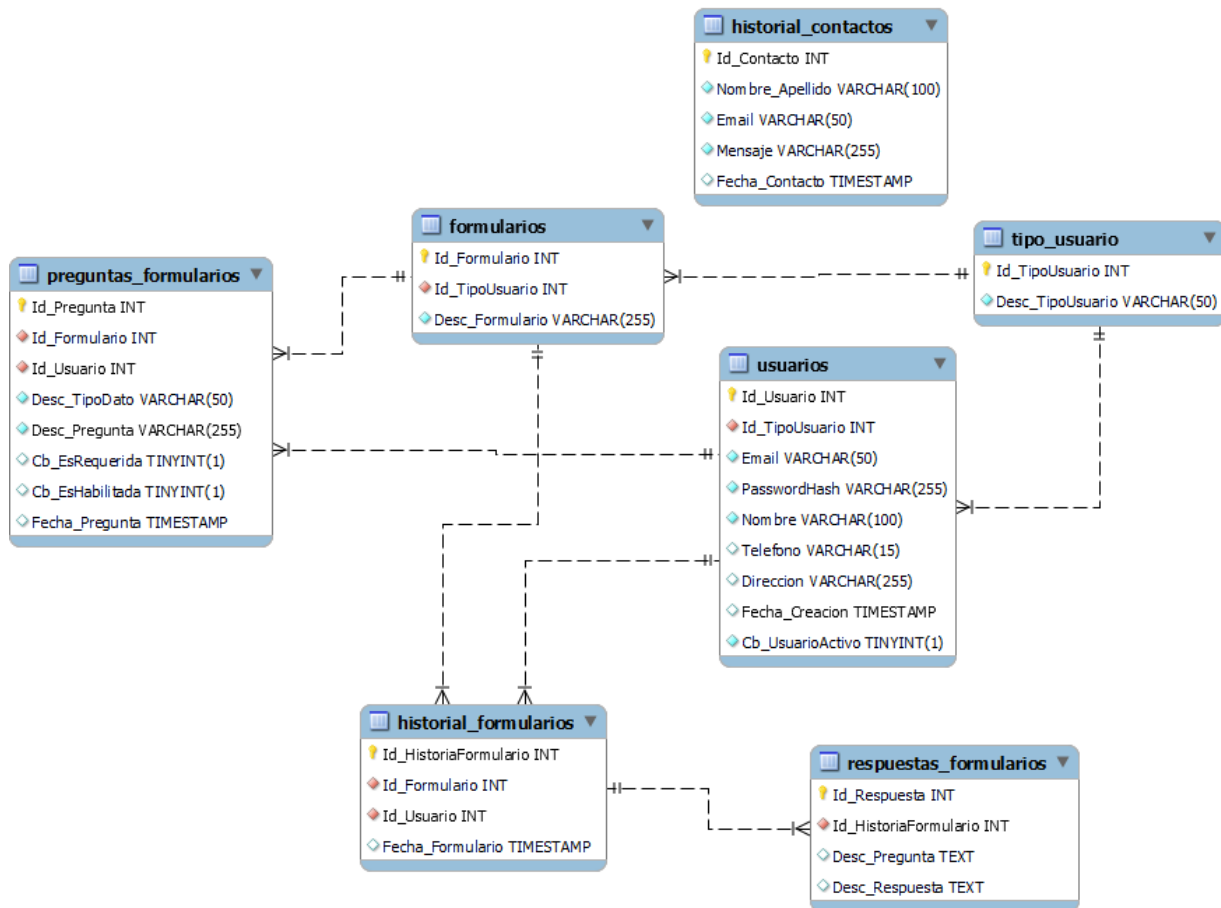 historial_contactos
Id_Contacto INT
Nombre_Apellido VARCHAR(100)
Email VARCHAR(50)
Mensaje VARCHAR(255)
Fecha_Contacto TIMESTAMP
formularios
Id_Formulario INT
Id_TipoUsuario INT
Desc_Formulario VARCHAR(255)
tipo_usuario
Id_TipoUsuario INT
Desc_TipoUsuario VARCHAR(50)
preguntas_formularios
Id_Pregunta INT
Id_Formulario INT
Id_Usuario INT
Desc_TipoDato VARCHAR(50)
Desc_Pregunta VARCHAR(255)
Cb_EsRequerida TINYINT(1)
Cb_EsHabilitada TINYINT(1)
Fecha_Pregunta TIMESTAMP
usuarios
Id_Usuario INT
Id_TipoUsuario INT
Email VARCHAR(50)
PasswordHash VARCHAR(255)
Nombre VARCHAR(100)
Telefono VARCHAR(15)
Direccion VARCHAR(255)
Fecha_Creacion TIMESTAMP
Cb_UsuarioActivo TINYINT(1)
historial_formularios
Id_HistoriaFormulario INT
Id_Formulario INT
Id_Usuario INT
Fecha_Formulario TIMESTAMP
respuestas_formularios
Id_Respuesta INT
Id_HistoriaFormulario INT
Desc_Pregunta TEXT
Desc_Respuesta TEXT